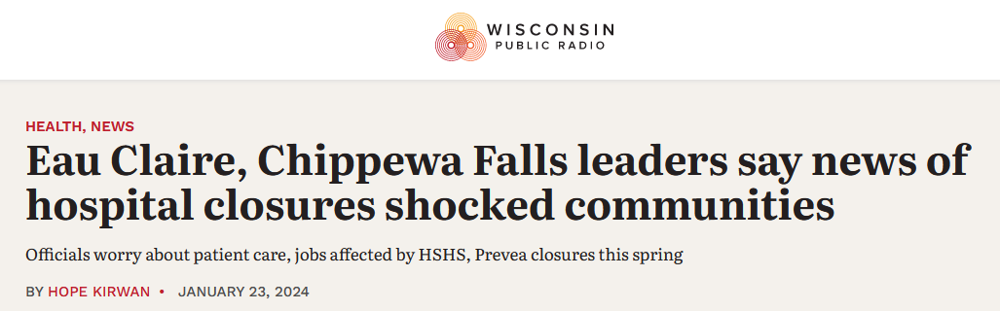 WISCONSIN
PUBLIC RADIO
HEALTH, NEWS
Eau Claire, Chippewa Falls leaders say news of
hospital closures shocked communities
Officials worry about patient care, jobs affected by HSHS, Prevea closures this spring
BY HOPE KIRWAN • JANUARY 23, 2024